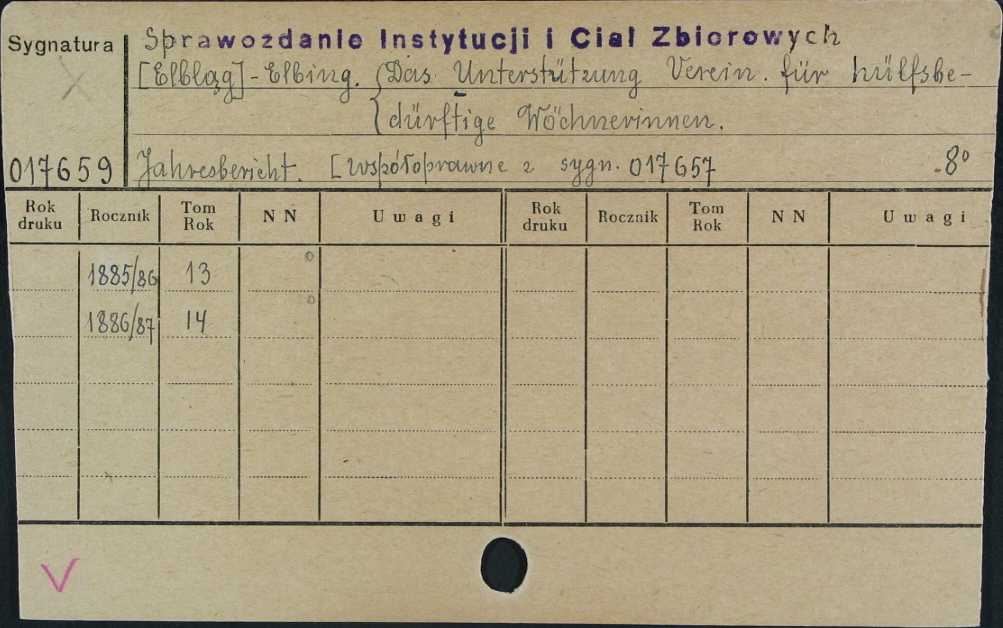 Sygnatura
Sprawozdanie Instytucji i Ciał Zbiorowych
[Elbląg] - Elbing. {Das Unterstützung Verein. für hülfsbe-
dürftige Wöchnerinnen.
017659 Jahresbericht. [współoprawne z sygn. 017657 8°
Rok druku Rocznik Tom Rok N N Uwagi Rok druku Rocznik Tom Rok N N Uwagi
1885/86 13
1886/87 14